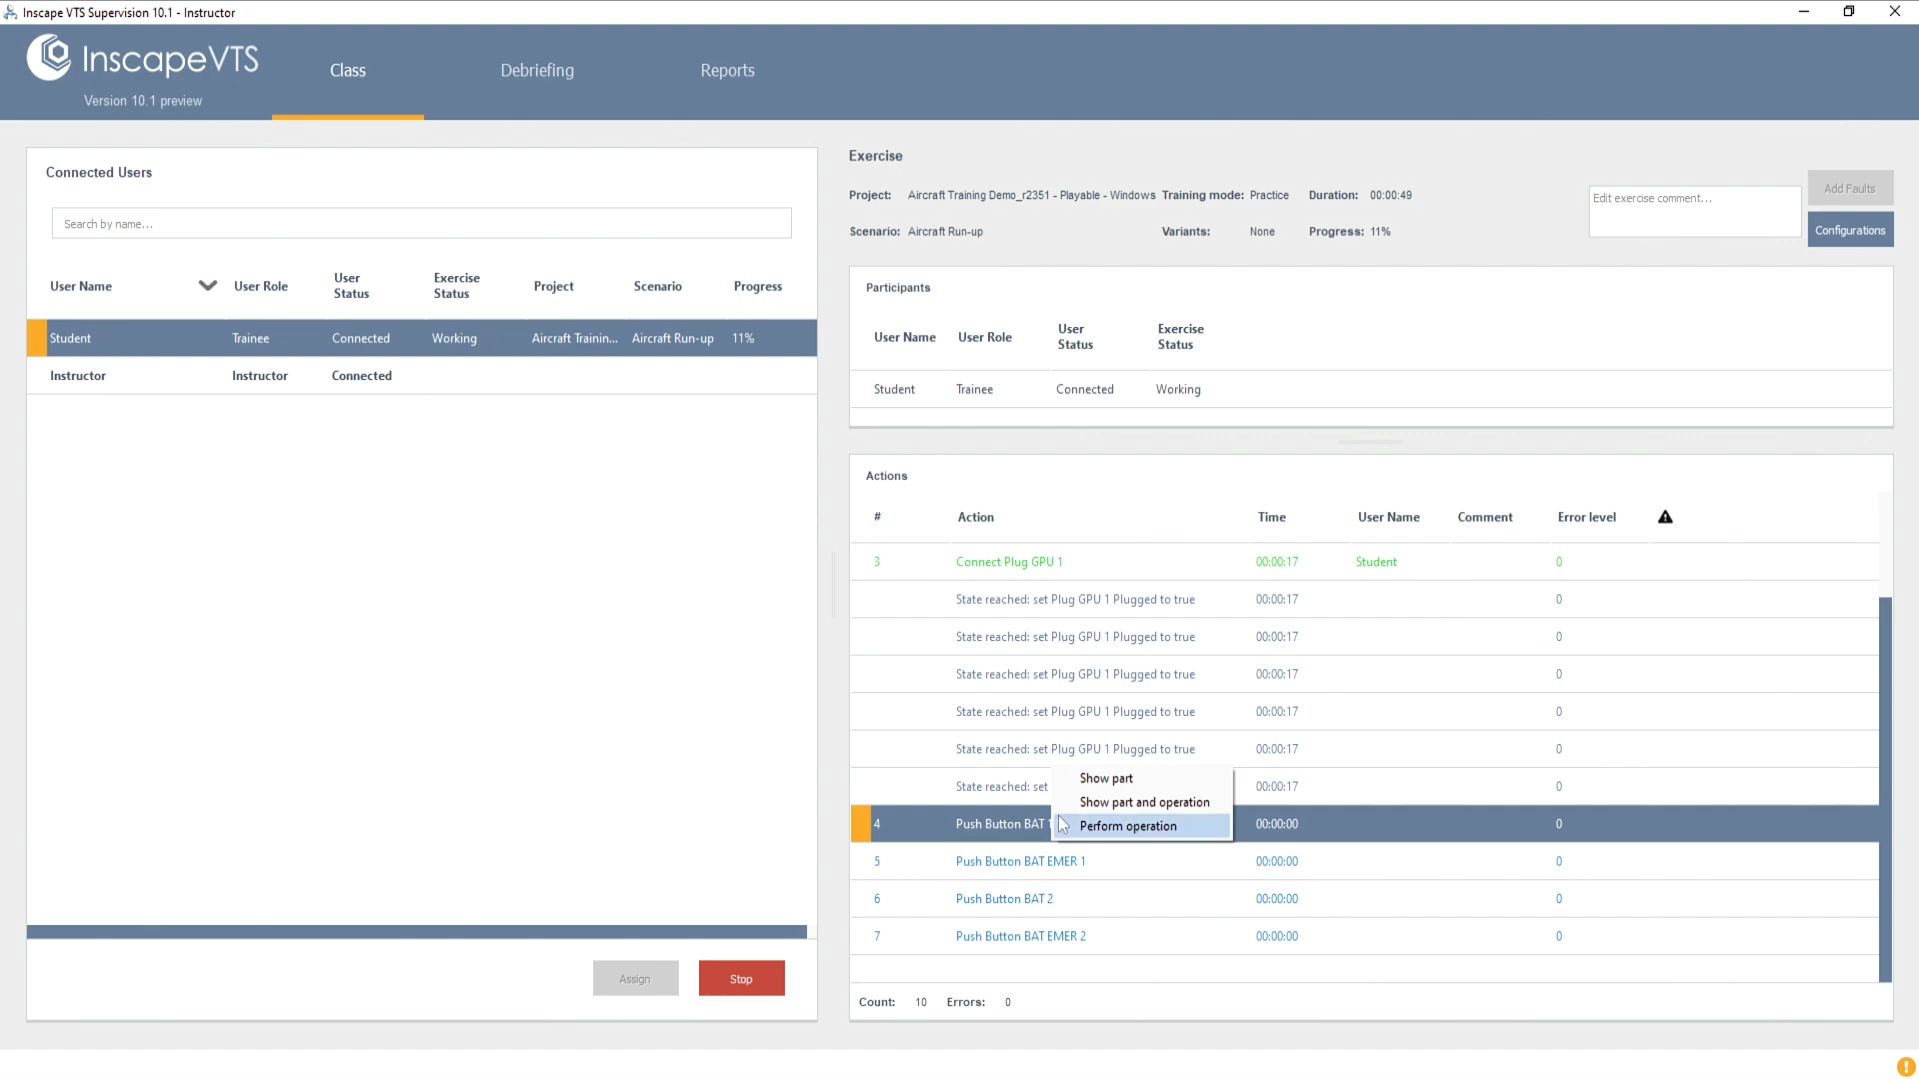 Inscape VTS Supervision 10.1 - Instructor
InscapeVTS
Version 10.1 preview
Class
Debriefing
Reports
Connected Users
Search by name...
User Name
User Role
User Status
Exercise Status
Project
Scenario
Progress
Student Trainee Connected Working Aircraft Trainin... Aircraft Run-up 11%
Instructor Instructor Connected
Assign
Stop
Exercise
Project: Aircraft Training Demo_r2351 - Playable - Windows Training mode: Practice Duration: 00:00:49
Scenario: Aircraft Run-up Variants: None Progress: 11%
Edit exercise comment...
Add Faults
Configurations
Participants
User Name
User Role
User Status
Exercise Status
Student Trainee Connected Working
Actions
# Action Time User Name Comment Error level
3 Connect Plug GPU 1 00:00:17 Student 0
State reached: set Plug GPU 1 Plugged to true 00:00:17 0
State reached: set Plug GPU 1 Plugged to true 00:00:17 0
State reached: set Plug GPU 1 Plugged to true 00:00:17 0
State reached: set Plug GPU 1 Plugged to true 00:00:17 0
State reached: set Plug GPU 1 Plugged to true 00:00:17 0
State reached: set 00:00:17 0
Show part
Show part and operation
Perform operation
4 Push Button BAT 1 00:00:00 0
5 Push Button BAT EMER 1 00:00:00 0
6 Push Button BAT 2 00:00:00 0
7 Push Button BAT EMER 2 00:00:00 0
Count: 10 Errors: 0